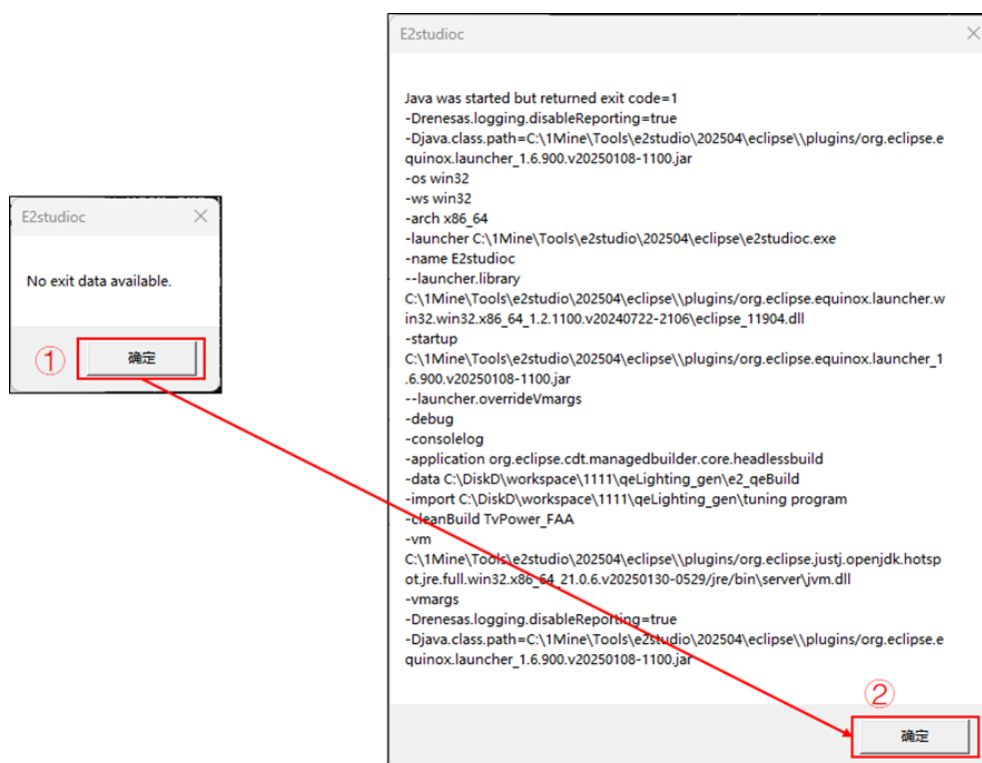 E2studioc
No exit data available.
①
确定
E2studioc
Java was started but returned exit code=1
-Drenesas.logging.disableReporting=true
-Djava.class.path=C:\1Mine\Tools\e2studio\202504\eclipse\\plugins/org.eclipse.e
quinox.launcher_1.6.900.v20250108-1100.jar
-os win32
-ws win32
-arch x86_64
-launcher C:\1Mine\Tools\e2studio\202504\eclipse\e2studioc.exe
-name E2studioc
--launcher.library
C:\1Mine\Tools\e2studio\202504\eclipse\\plugins/org.eclipse.equinox.launcher.w
in32.win32.x86_64_1.2.1100.v20240722-2106\eclipse_11904.dll
-startup
C:\1Mine\Tools\e2studio\202504\eclipse\\plugins/org.eclipse.equinox.launcher_1
.6.900.v20250108-1100.jar
--launcher.overrideVmargs
-debug
-consolelog
-application org.eclipse.cdt.managedbuilder.core.headlessbuild
-data C:\DiskD\workspace\1111\qeLighting_gen\e2_qeBuild
-import C:\DiskD\workspace\1111\qeLighting_gen\tuning program
-cleanBuild TvPower_FAA
-vm
C:\1Mine\Tools\e2studio\202504\eclipse\\plugins/org.eclipse.justj.openjdk.hotsp
ot.jre.full.win32.x86_64_21.0.6.v20250130-0529/jre/bin\server\jvm.dll
-vmargs
-Drenesas.logging.disableReporting=true
-Djava.class.path=C:\1Mine\Tools\e2studio\202504\eclipse\\plugins/org.eclipse.e
quinox.launcher_1.6.900.v20250108-1100.jar
②
确定